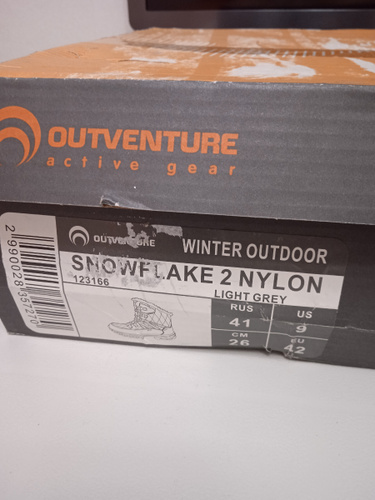 OUTVENTURE
active gear
OUTVENTURE WINTER OUTDOOR
SNOWFLAKE 2 NYLON
123166
LIGHT GREY
RUS US
41 9
CM EU
26 42